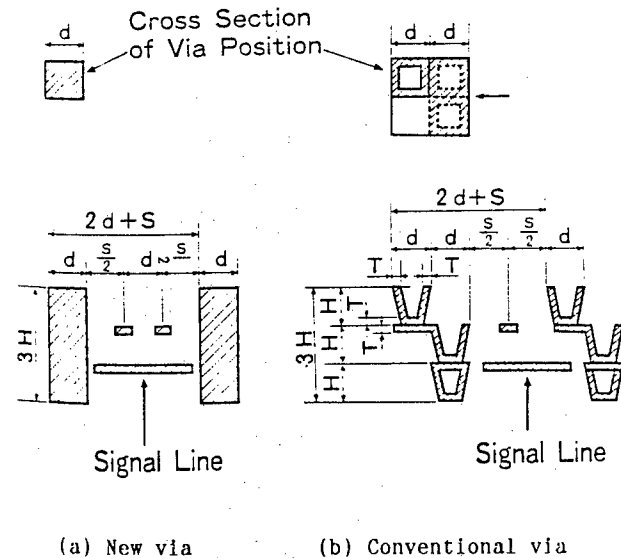 Cross Section
of Via Position
d
d d
2d+S
d S/2 d S/2 d
3H
Signal Line
2d+S
d d S/2 S/2 d
T T
3H
H
H
H
T
T
Signal Line
(a) New via
(b) Conventional via